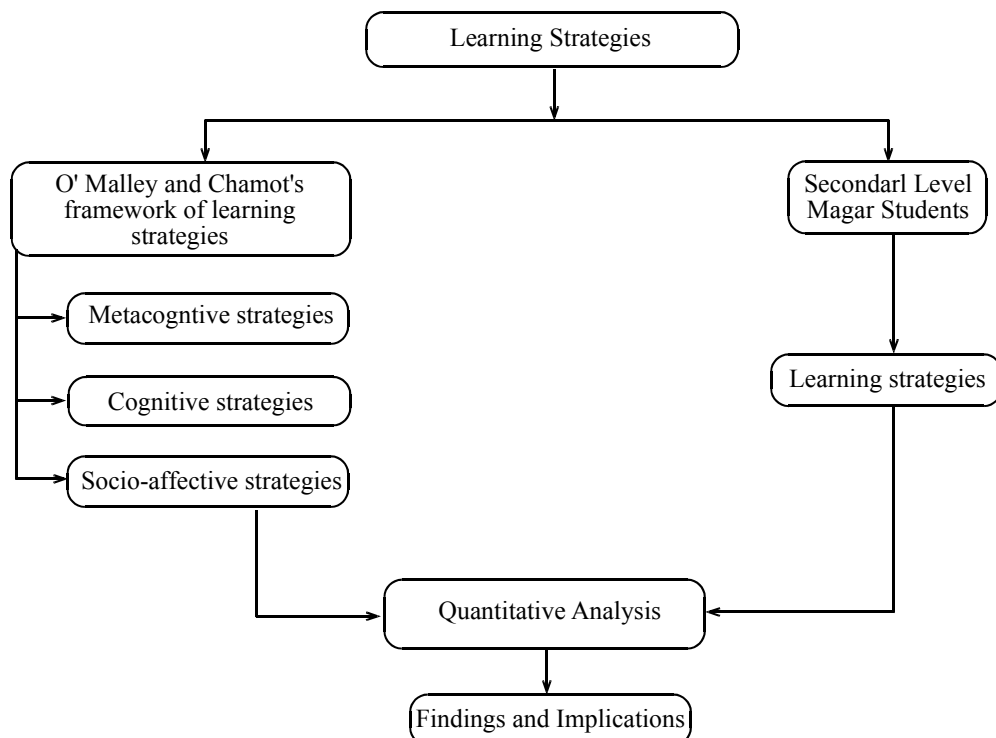 Learning Strategies
O' Malley and Chamot's
framework of learning
strategies
Secondarl Level
Magar Students
Metacogntive strategies
Learning strategies
Cognitive strategies
Socio-affective strategies
Quantitative Analysis
Findings and Implications